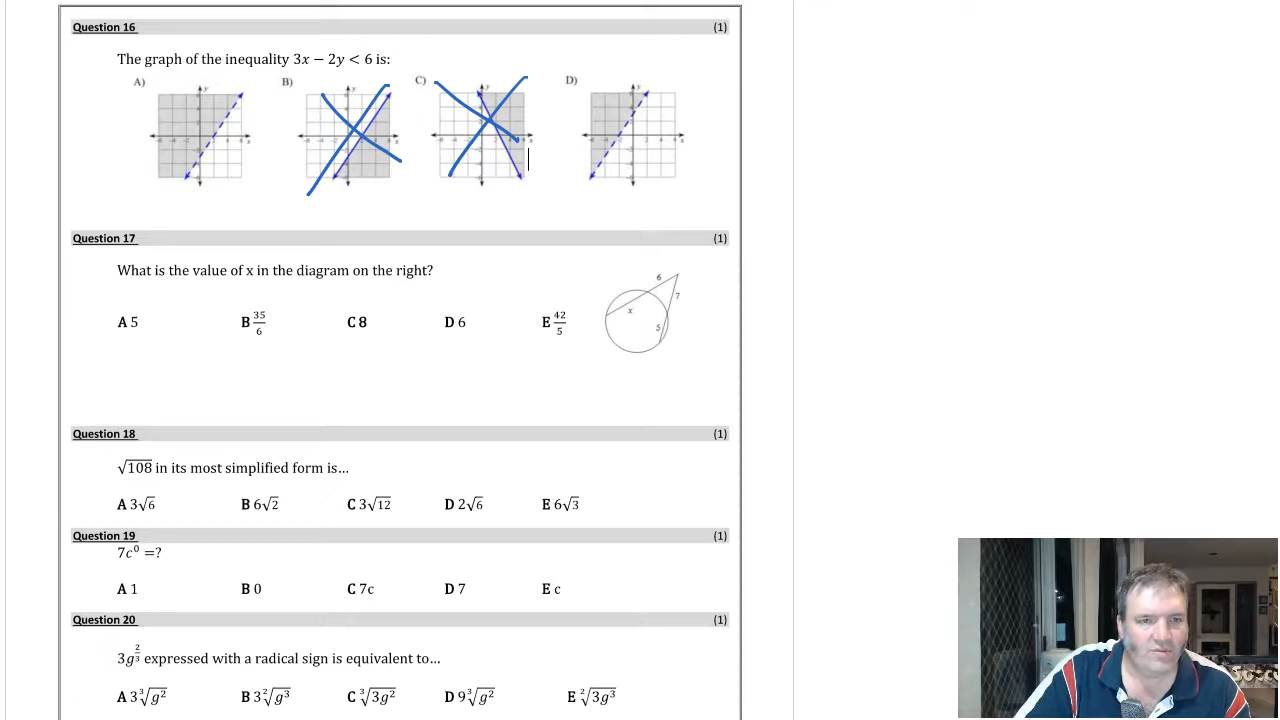 Question 16 (1)
The graph of the inequality 3x − 2y < 6 is:
A) B) C) D)
Question 17 (1)
What is the value of x in the diagram on the right?
6
7
x
5
A 5 B 35/6 C 8 D 6 E 42/5
Question 18 (1)
√108 in its most simplified form is…
A 3√6 B 6√2 C 3√12 D 2√6 E 6√3
Question 19 (1)
7c⁰ =?
A 1 B 0 C 7c D 7 E c
Question 20 (1)
3g^(2/3) expressed with a radical sign is equivalent to…
A 3∛g² B 3²√g³ C ∛3g² D 9∛g² E ²√3g³